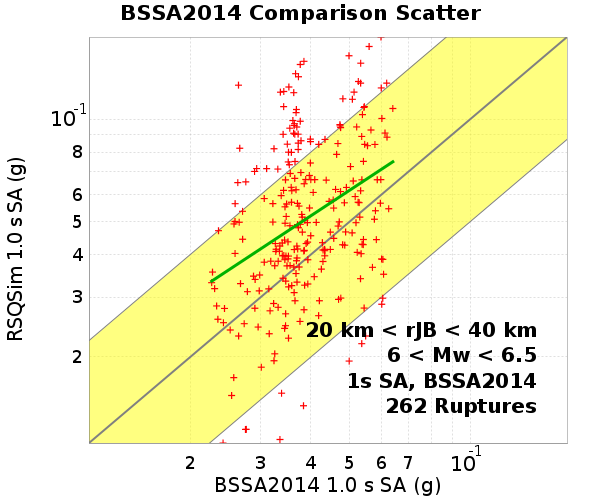 BSSA2014 Comparison Scatter
RSQSim 1.0 s SA (g)
10⁻¹
8
6
5
4
3
2
20 km < rJB < 40 km
6 < Mw < 6.5
1s SA, BSSA2014
262 Ruptures
2 3 4 5 6 7 10⁻¹
BSSA2014 1.0 s SA (g)